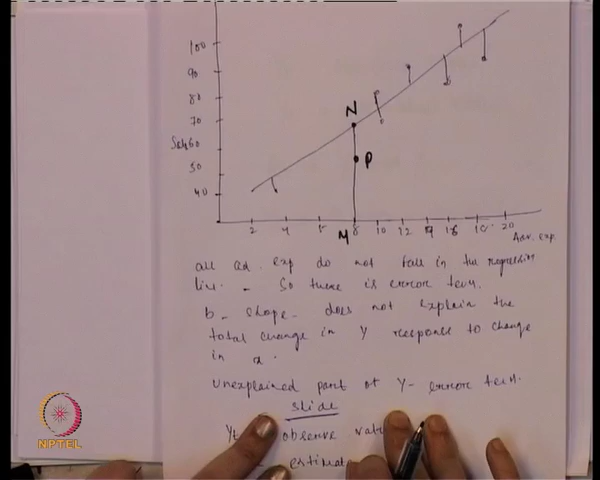 100
90
80
70
Sales 60
50
40
N
P
M
2 4 8 10 12 14 16 18 20
Adv. exp
all ad. exp do not fall in the regression
line - So there is error term.
b - slope - does not explain the
total change in Y response to change
in x.
unexplained part of Y - error term.
slide
Yt observe
estimat
NPTEL